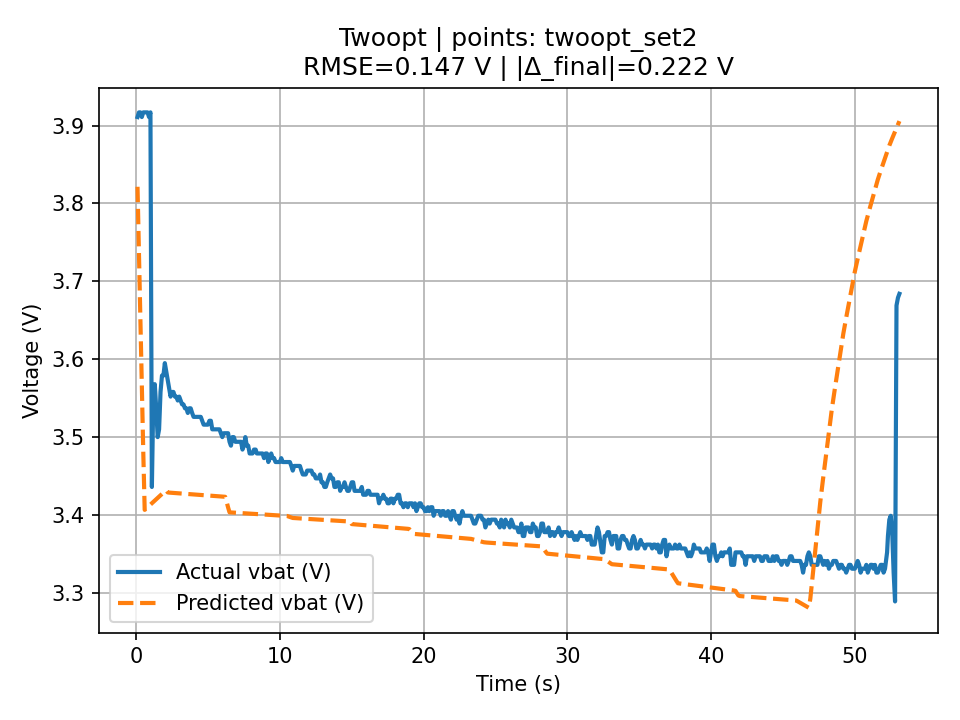 Twoopt | points: twoopt_set2
RMSE=0.147 V | |Δ_final|=0.222 V
3.9
3.8
3.7
3.6
3.5
3.4
3.3
Voltage (V)
Actual vbat (V)
Predicted vbat (V)
0 10 20 30 40 50
Time (s)